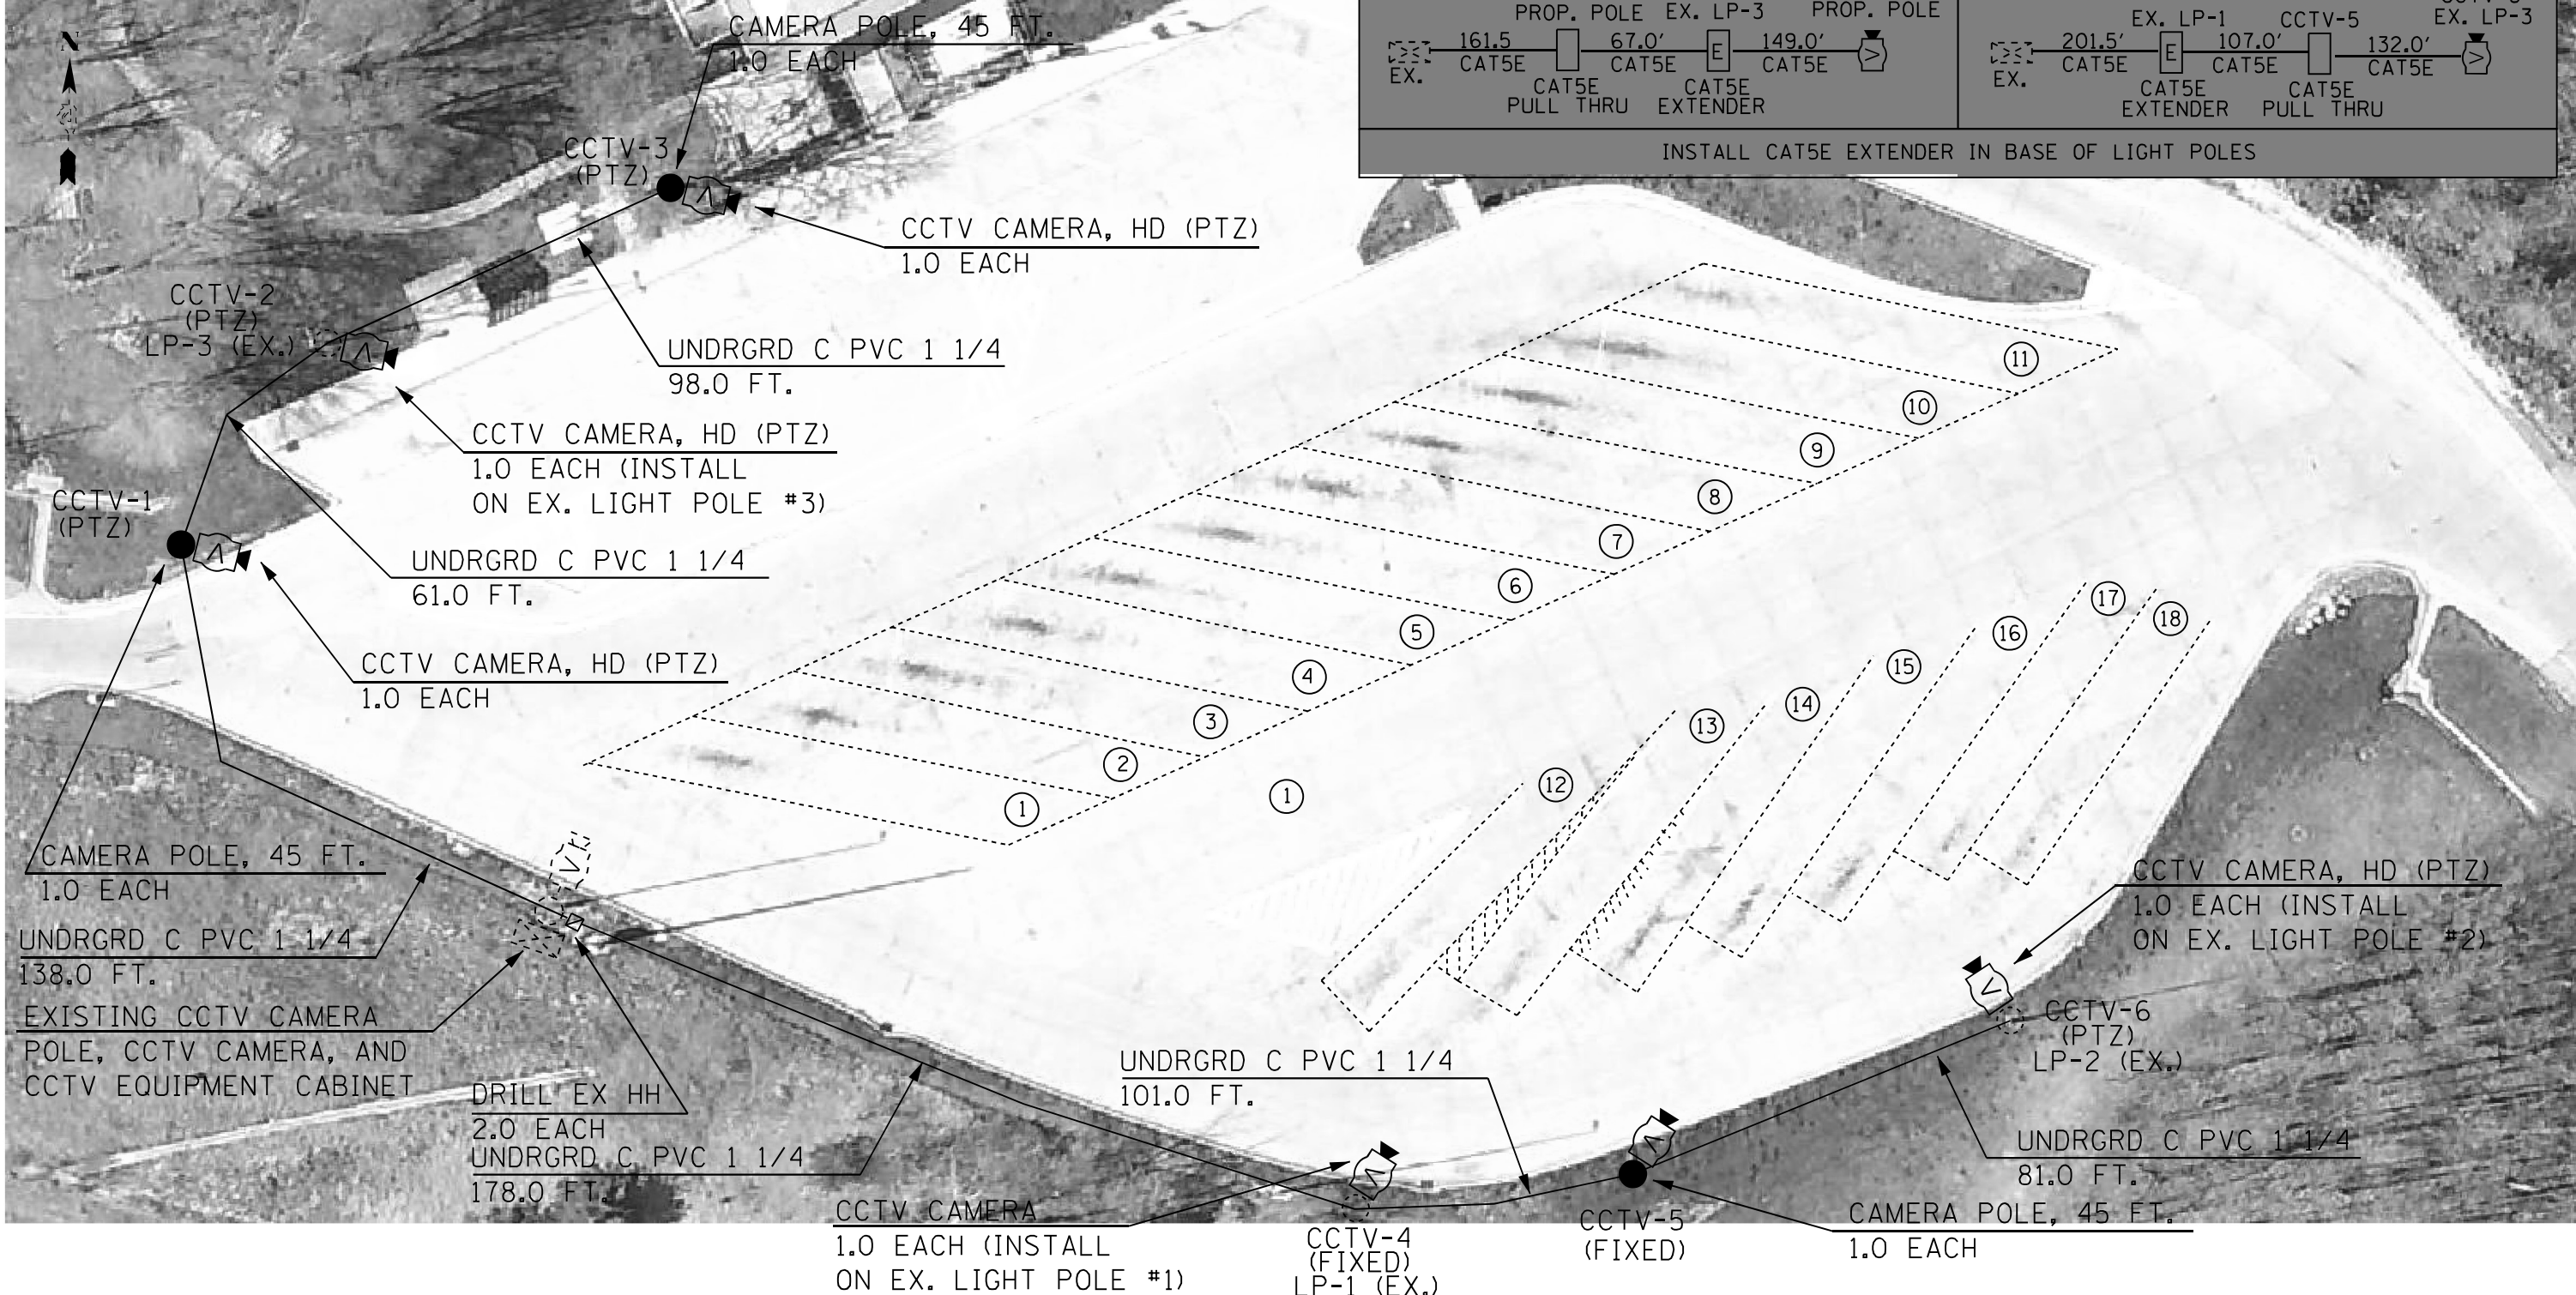 N
CAMERA POLE, 45 FT.
1.0 EACH
PROP. POLE EX. LP-3 PROP. POLE
161.5 67.0' 149.0'
CAT5E CAT5E CAT5E
E
EX.
CAT5E CAT5E
PULL THRU EXTENDER
EX. LP-1 CCTV-5 EX. LP-3
201.5' 107.0' 132.0'
CAT5E CAT5E CAT5E
E
EX.
CAT5E CAT5E
EXTENDER PULL THRU
INSTALL CAT5E EXTENDER IN BASE OF LIGHT POLES
CCTV-3
(PTZ)
CCTV CAMERA, HD (PTZ)
1.0 EACH
CCTV-2
(PTZ)
LP-3 (EX.)
UNDRGRD C PVC 1 1/4
98.0 FT.
CCTV CAMERA, HD (PTZ)
1.0 EACH (INSTALL
ON EX. LIGHT POLE #3)
CCTV-1
(PTZ)
UNDRGRD C PVC 1 1/4
61.0 FT.
CCTV CAMERA, HD (PTZ)
1.0 EACH
11
10
9
8
7
6
5
4
3
2
1
1
12
13
14
15
16
17
18
CAMERA POLE, 45 FT.
1.0 EACH
UNDRGRD C PVC 1 1/4
138.0 FT.
EXISTING CCTV CAMERA
POLE, CCTV CAMERA, AND
CCTV EQUIPMENT CABINET
DRILL EX HH
2.0 EACH
UNDRGRD C PVC 1 1/4
178.0 FT.
CCTV CAMERA
1.0 EACH (INSTALL
ON EX. LIGHT POLE #1)
UNDRGRD C PVC 1 1/4
101.0 FT.
CCTV-4
(FIXED)
LP-1 (EX.)
CCTV-5
(FIXED)
CCTV CAMERA, HD (PTZ)
1.0 EACH (INSTALL
ON EX. LIGHT POLE #2)
CCTV-6
(PTZ)
LP-2 (EX.)
UNDRGRD C PVC 1 1/4
81.0 FT.
CAMERA POLE, 45 FT.
1.0 EACH